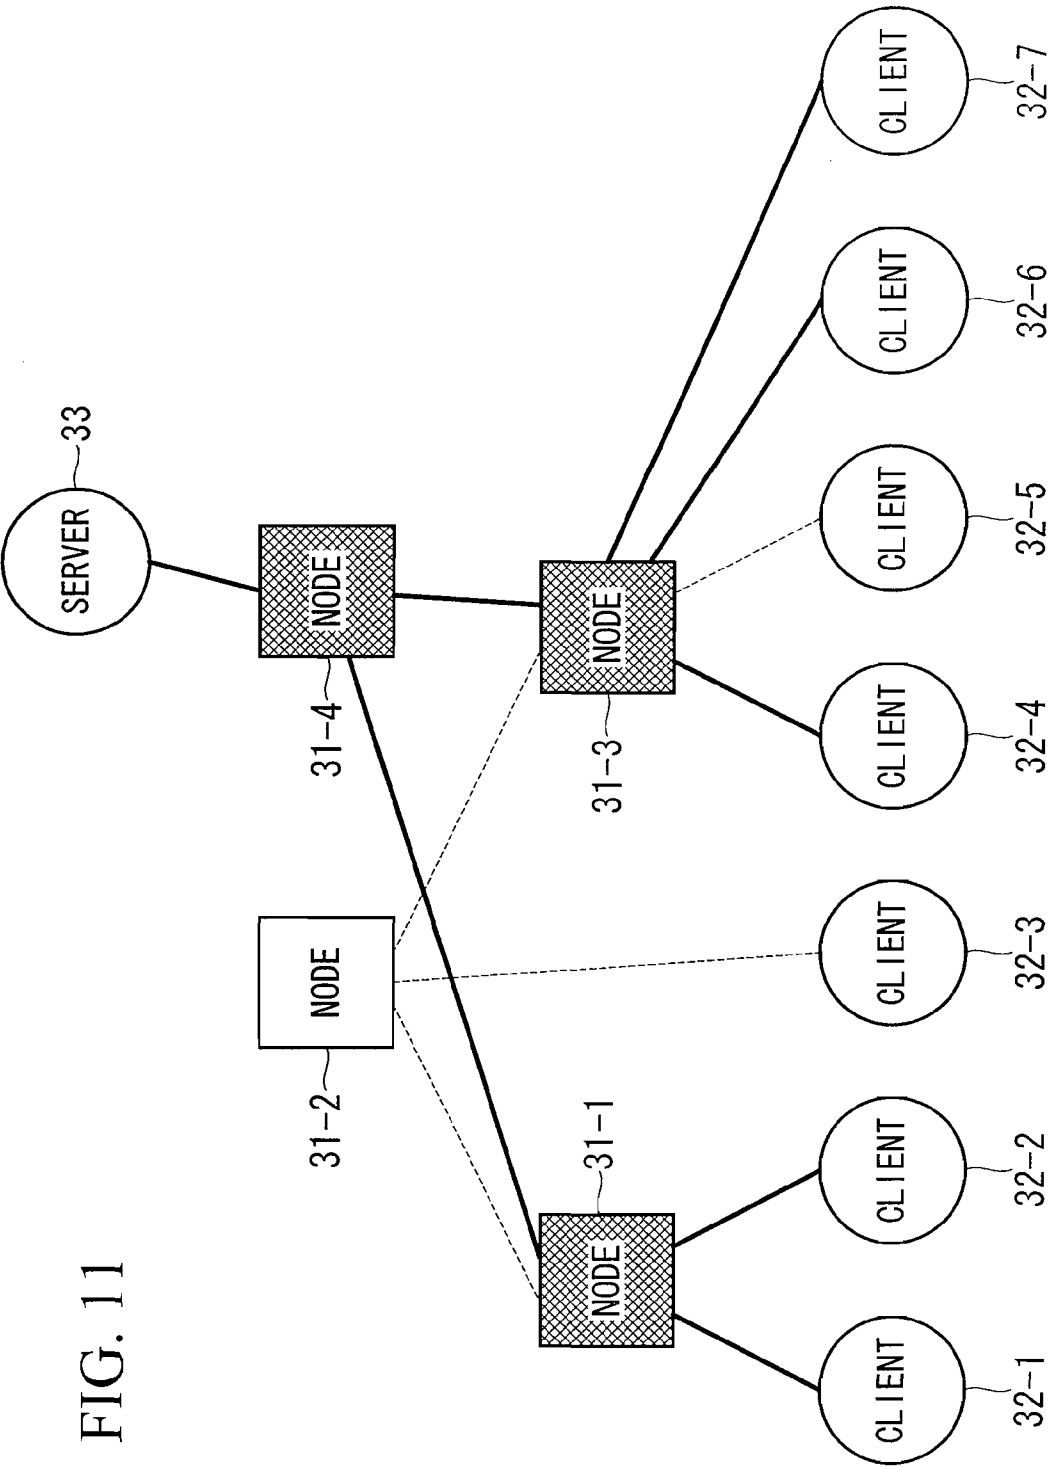 FIG. 11
SERVER
33
NODE
31-2
NODE
31-4
NODE
31-1
NODE
31-3
CLIENT
CLIENT
CLIENT
CLIENT
CLIENT
CLIENT
CLIENT
32-1
32-2
32-3
32-4
32-5
32-6
32-7